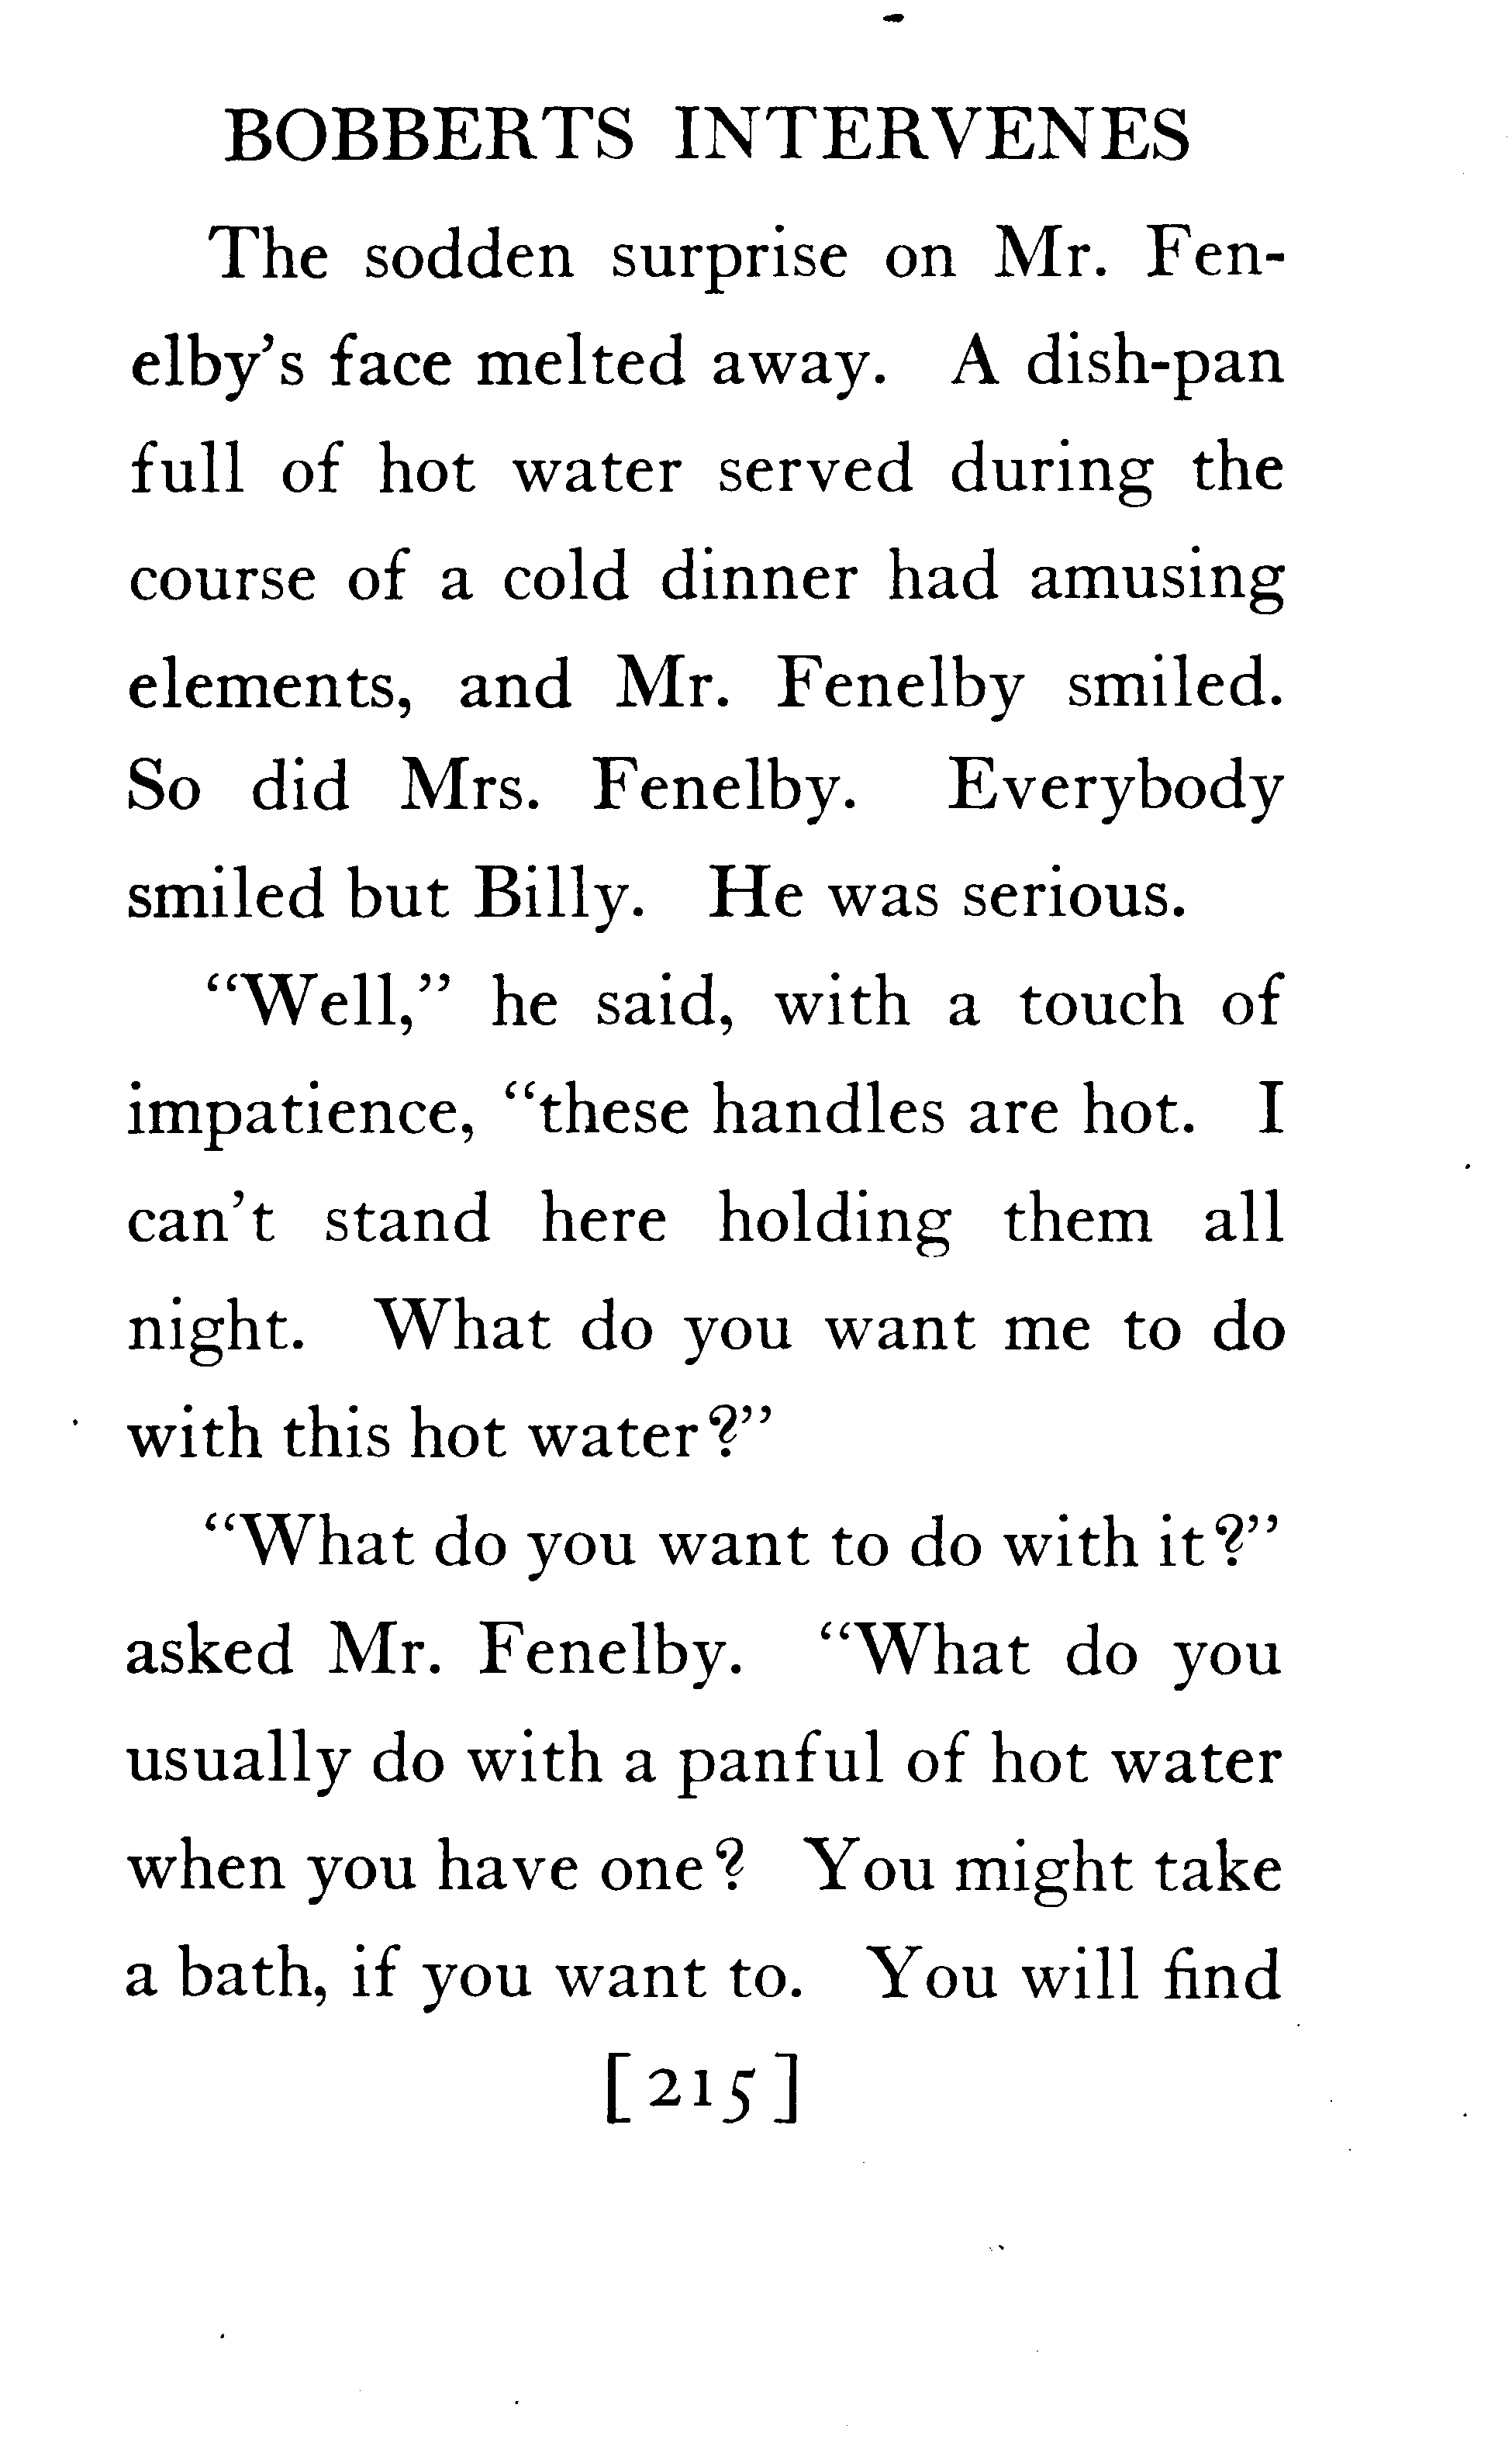 BOBBERTS INTERVENES
The sodden surprise on Mr. Fen-
elby's face melted away. A dish-pan
full of hot water served during the
course of a cold dinner had amusing
elements, and Mr. Fenelby smiled.
So did Mrs. Fenelby. Everybody
smiled but Billy. He was serious.
“Well,” he said, with a touch of
impatience, “these handles are hot. I
can't stand here holding them all
night. What do you want me to do
with this hot water?”
“What do you want to do with it?”
asked Mr. Fenelby. “What do you
usually do with a panful of hot water
when you have one? You might take
a bath, if you want to. You will find
[215]